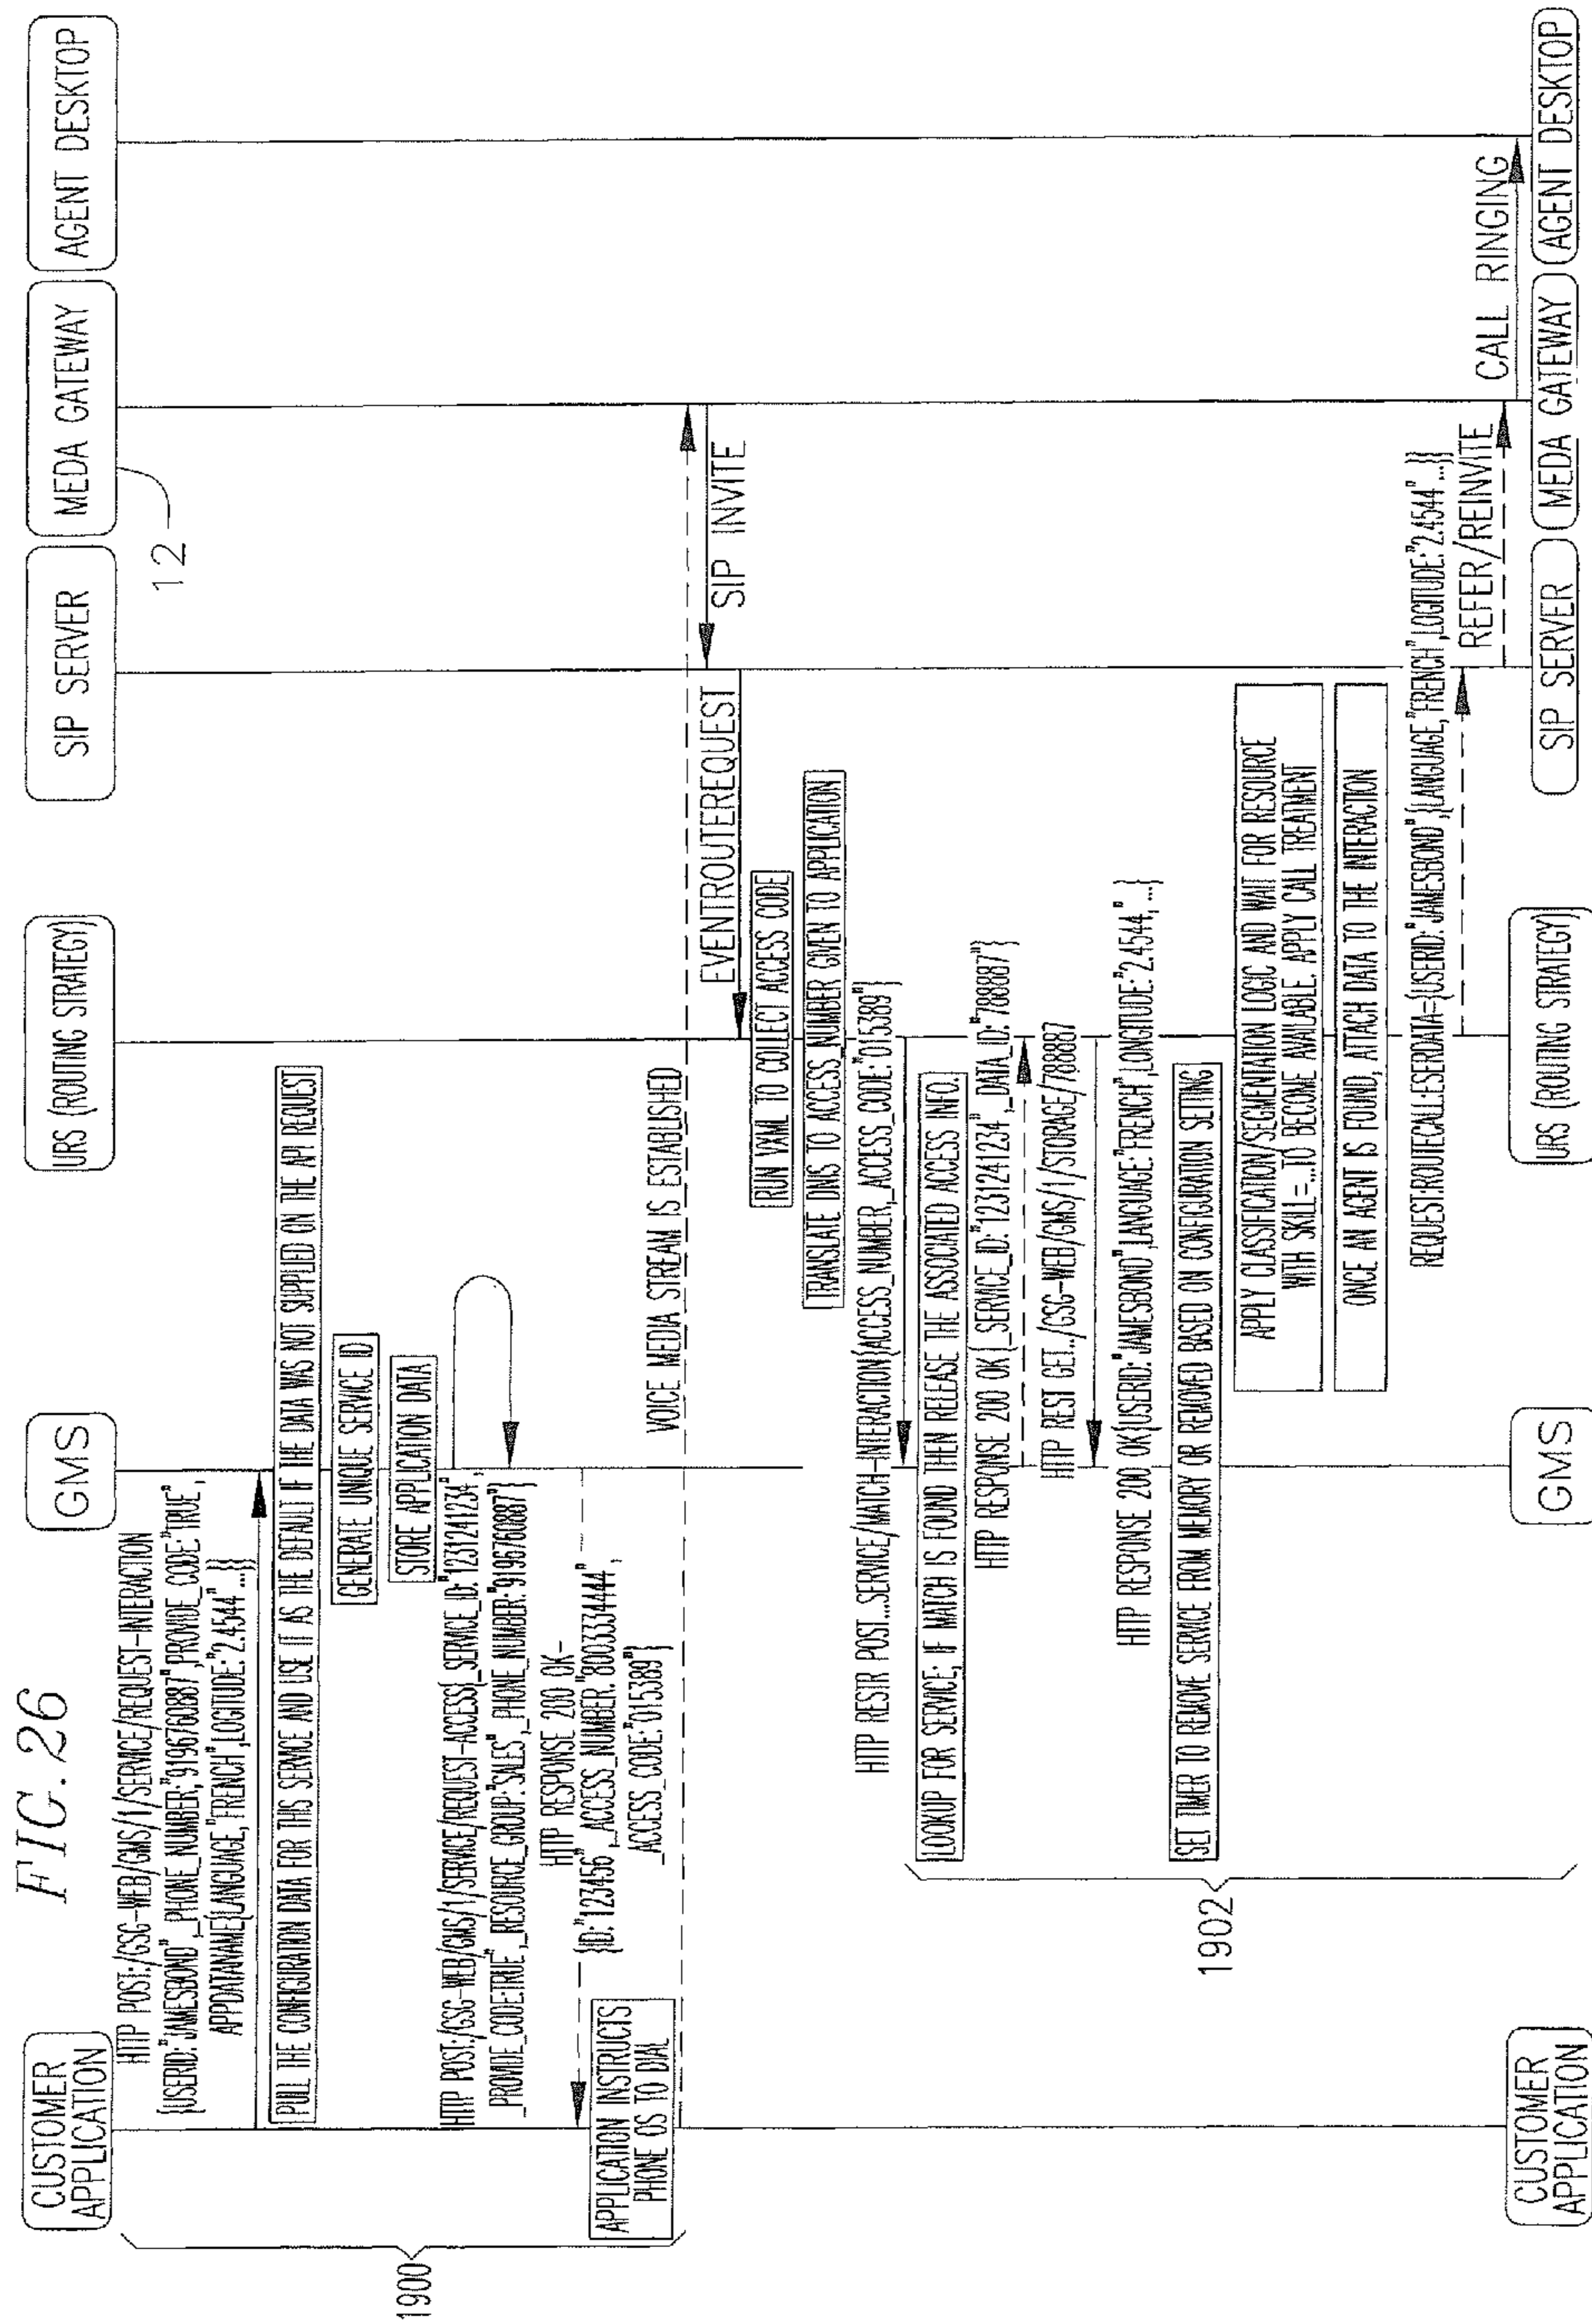 FIG.26
CUSTOMER
APPLICATION
GMS
URS (ROUTING STRATEGY)
SIP SERVER
MEDA GATEWAY
AGENT DESKTOP
12
1900
HTTP POST:/GSG-WEB/GMS/1/SERVICE/REQUEST-INTERACTION
{USERID:"JAMESBOND",_PHONE_NUMBER;"9196760887",PROVIDE_CODE:"TRUE",
APPDATANAME{LANGUAGE,"FRENCH",LOGITUDE:"2.4544"...}}
PULL THE CONFIGURATION DATA FOR THIS SERVICE AND USE IT AS THE DEFAULT IF THE DATA WAS NOT SUPPLIED ON THE API REQUEST
GENERATE UNIQUE SERVICE ID
STORE APPLICATION DATA
HTTP POST:/GSG-WEB/GMS/1/SERVICE/REQUEST-ACCESS{_SERVICE_ID:"1231241234",
_PROVIDE_CODE:TRUE",_RESOURCE_GROUP:"SALES",_PHONE_NUMBER:"9196760887"}
HTTP RESPONSE 200 OK-
{ID:"123456",_ACCESS_NUMBER."8003334444",
_ACCESS_CODE:"015389"}
APPLICATION INSTRUCTS
PHONE OS TO DIAL
VOICE MEDIA STREAM IS ESTABLISHED
SIP INVITE
EVENTROUTEREQUEST
RUN VXML TO COLLECT ACCESS CODE
TRANSLATE DNIS TO ACCESS_NUMBER GIVEN TO APPLICATION
1902
HTTP RESTR POST...SERVICE/MATCH-INTERACTION{ACCESS_NUMBER,_ACCESS_CODE:"015389"}
LOOKUP FOR SERVICE; IF MATCH IS FOUND THEN RELEASE THE ASSOCIATED ACCESS INFO.
HTTP RESPONSE 200 OK{_SERVICE_ID:"1231241234",_DATA_ID:"788887"}
HTTP REST GET../GSG-WEB/GMS/1/STORAGE/788887
HTTP RESPONSE 200 OK{USERID:"JAMESBOND",LANGUAGE:"FRENCH",LONGITUDE:"2.4544,"...}
SET TIMER TO REMOVE SERVICE FROM MEMORY OR REMOVED BASED ON CONFIGURATION SETTING
APPLY CLASSIFICATION/SEGMENTATION LOGIC AND WAIT FOR RESOURCE
WITH SKILL=...TO BECOME AVAILABLE. APPLY CALL TREATMENT
ONCE AN AGENT IS FOUND, ATTACH DATA TO THE INTERACTION
REQUEST:ROUTECALL:ESERDATA={USERID:"JAMESBOND",{LANGUAGE,"FRENCH",LOGITUDE:"2.4544"...}}
REFER/REINVITE
CALL RINGING
CUSTOMER
APPLICATION
GMS
URS (ROUTING STRATEGY)
SIP SERVER
MEDA GATEWAY
AGENT DESKTOP